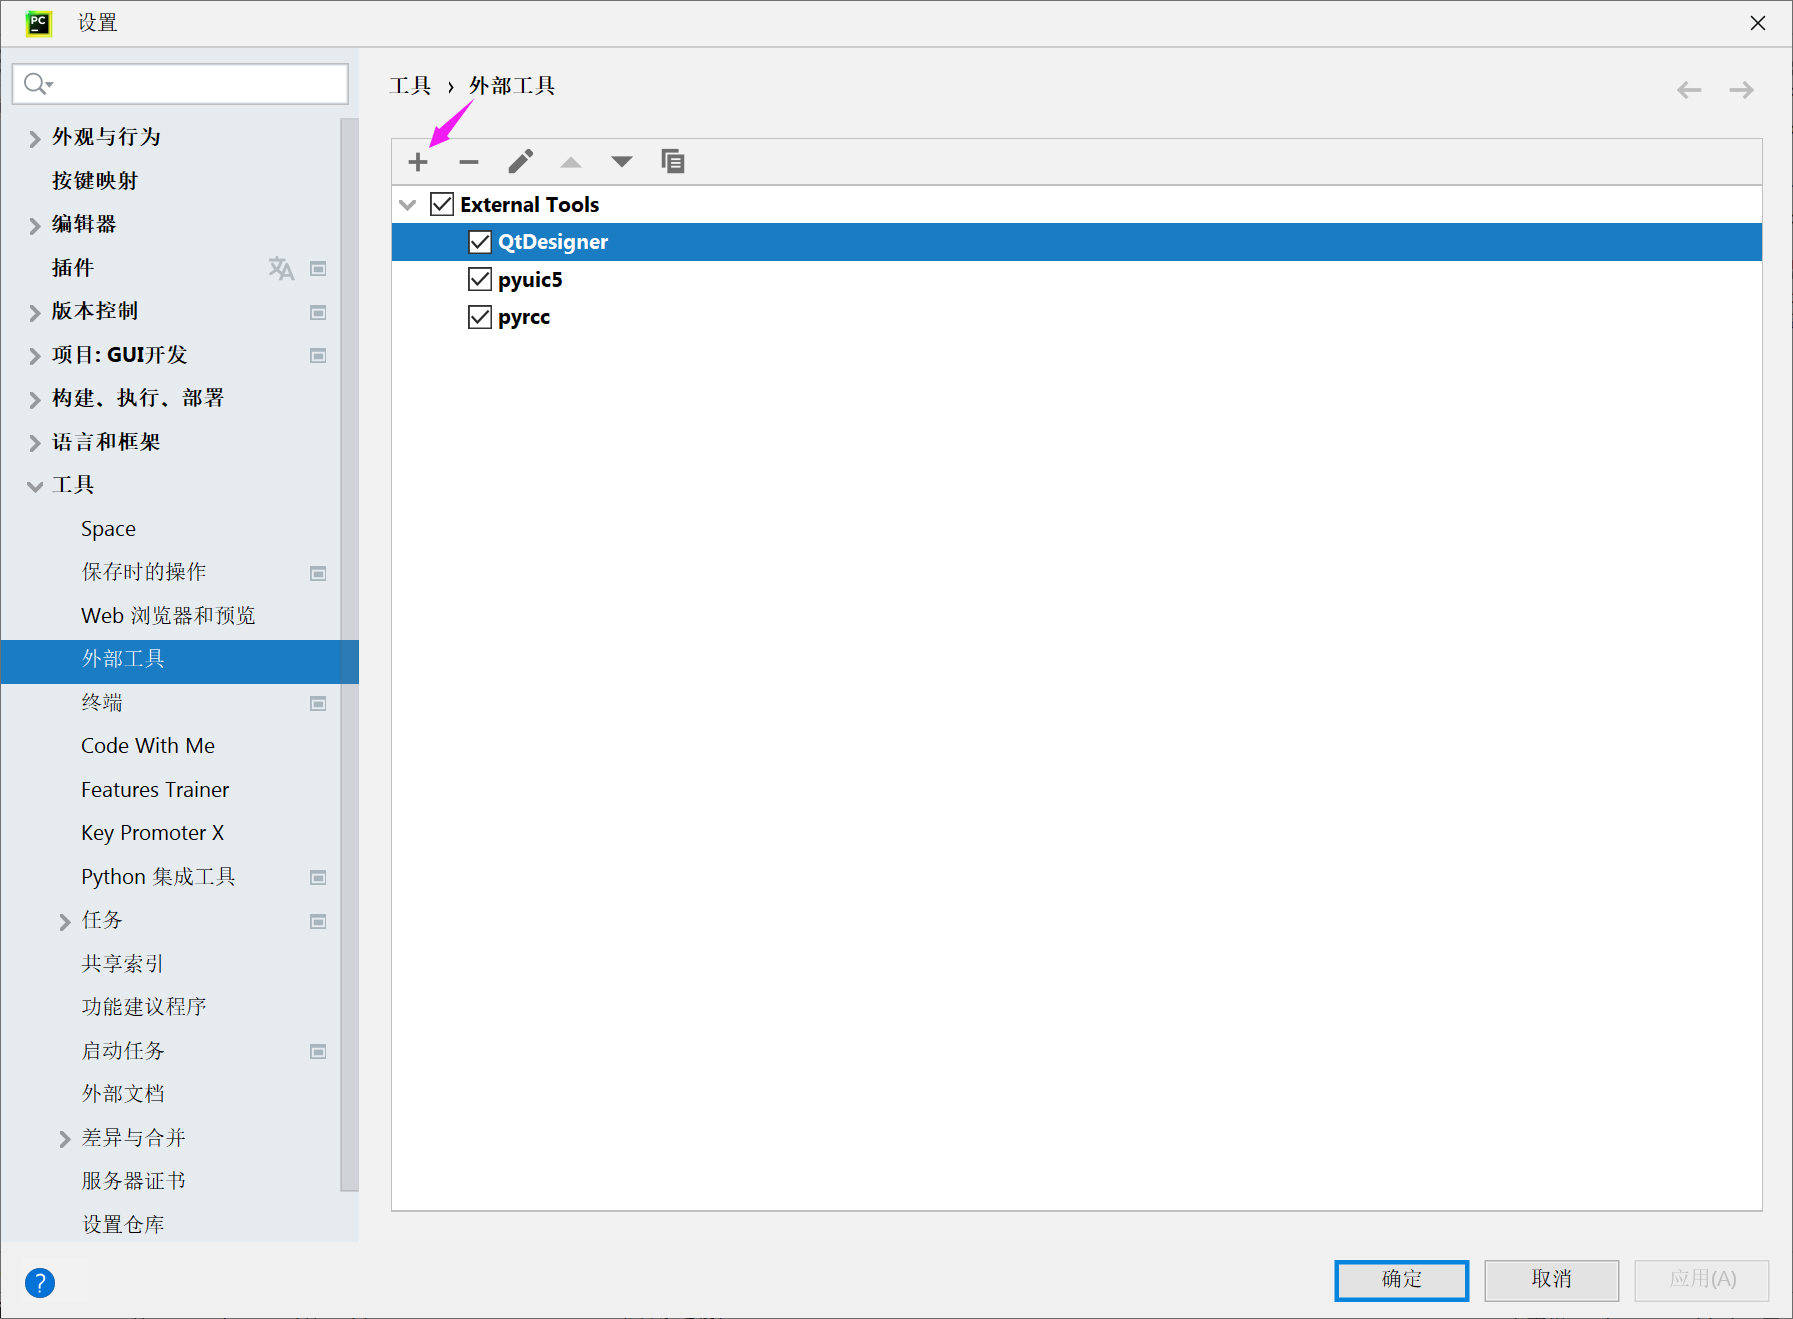 PC
设置
工具 › 外部工具
外观与行为
按键映射
编辑器
插件
版本控制
项目: GUI开发
构建、执行、部署
语言和框架
工具
Space
保存时的操作
Web 浏览器和预览
外部工具
终端
Code With Me
Features Trainer
Key Promoter X
Python 集成工具
任务
共享索引
功能建议程序
启动任务
外部文档
差异与合并
服务器证书
设置仓库
External Tools
QtDesigner
pyuic5
pyrcc
?
确定
取消
应用(A)